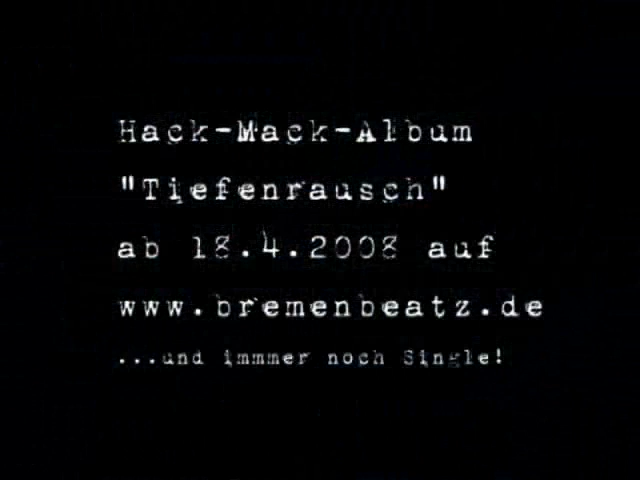 Hack-Mack-Album
"Tiefenrausch"
ab 18.4.2008 auf
www.bremenbeatz.de
...und immmer noch Single!